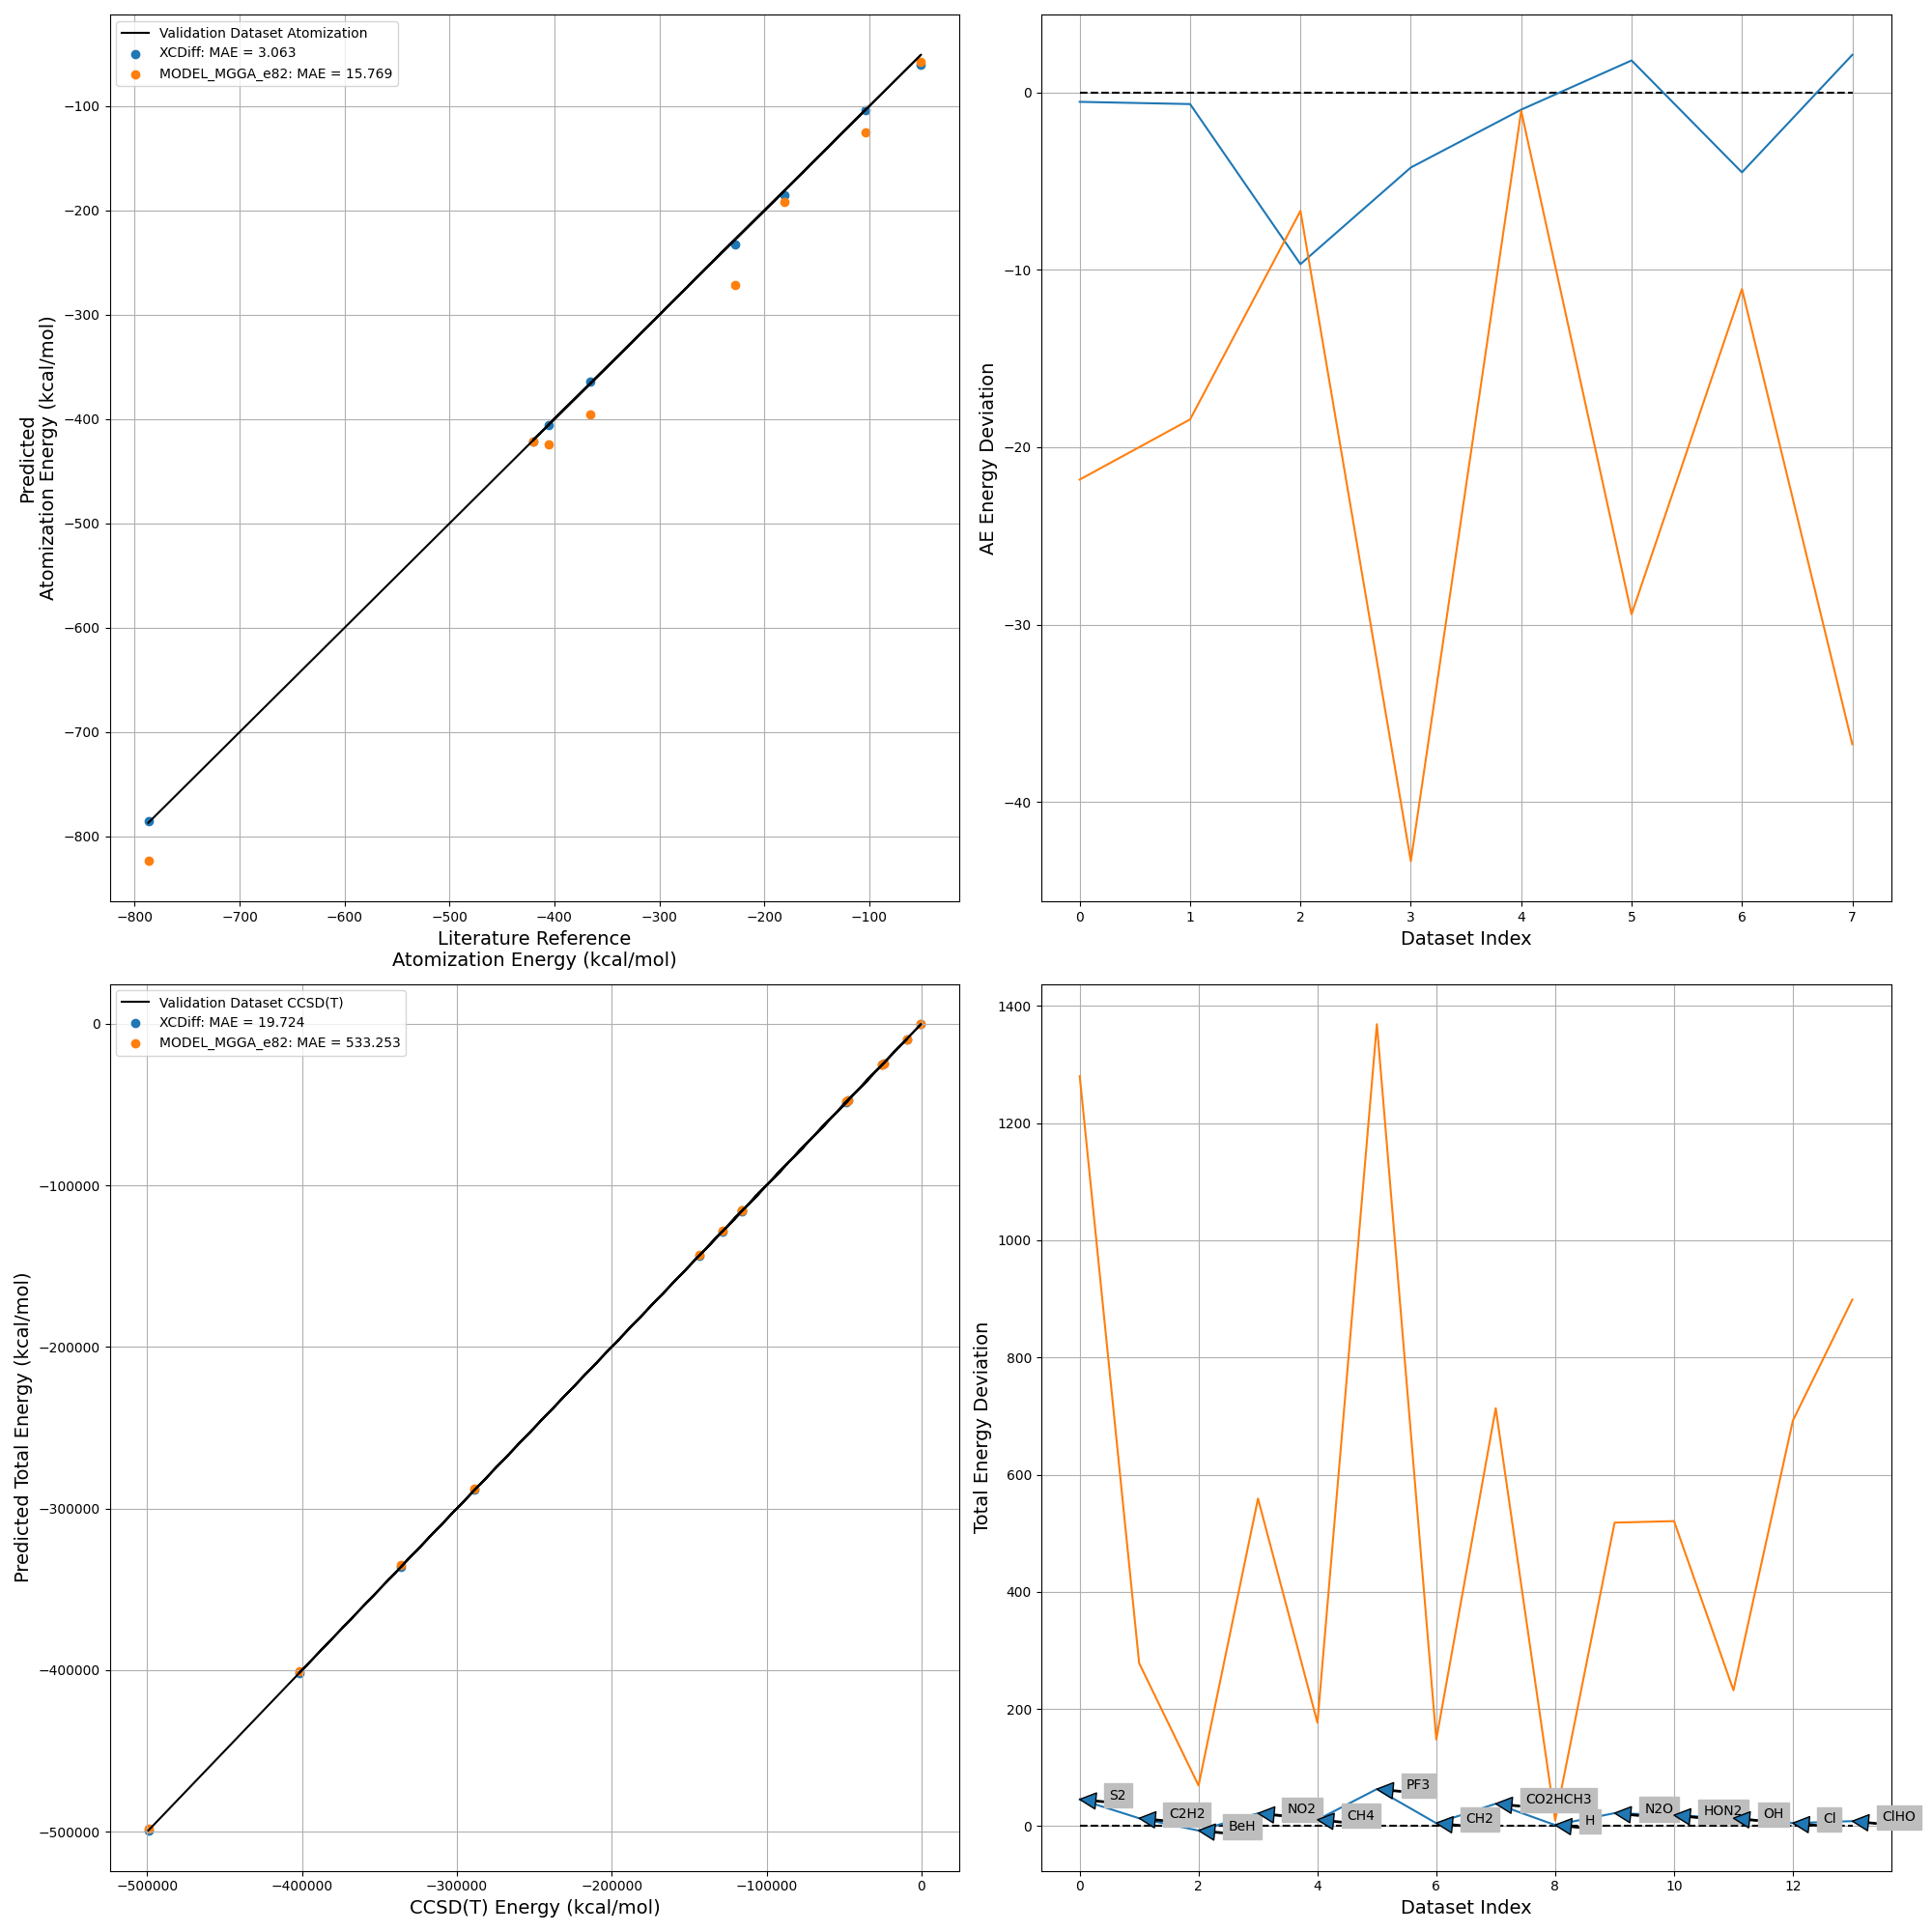 Validation Dataset Atomization
XCDiff: MAE = 3.063
MODEL_MGGA_e82: MAE = 15.769
−100
−200
−300
−400
−500
−600
−700
−800
Predicted
Atomization Energy (kcal/mol)
−800 −700 −600 −500 −400 −300 −200 −100
Literature Reference
Atomization Energy (kcal/mol)
0
−10
−20
−30
−40
AE Energy Deviation
0 1 2 3 4 5 6 7
Dataset Index
Validation Dataset CCSD(T)
XCDiff: MAE = 19.724
MODEL_MGGA_e82: MAE = 533.253
0
−100000
−200000
−300000
−400000
−500000
Predicted Total Energy (kcal/mol)
−500000 −400000 −300000 −200000 −100000 0
CCSD(T) Energy (kcal/mol)
1400
1200
1000
800
600
400
200
0
Total Energy Deviation
S2
C2H2
BeH
NO2
CH4
PF3
CH2
CO2HCH3
H
N2O
HON2
OH
Cl
ClHO
0 2 4 6 8 10 12
Dataset Index